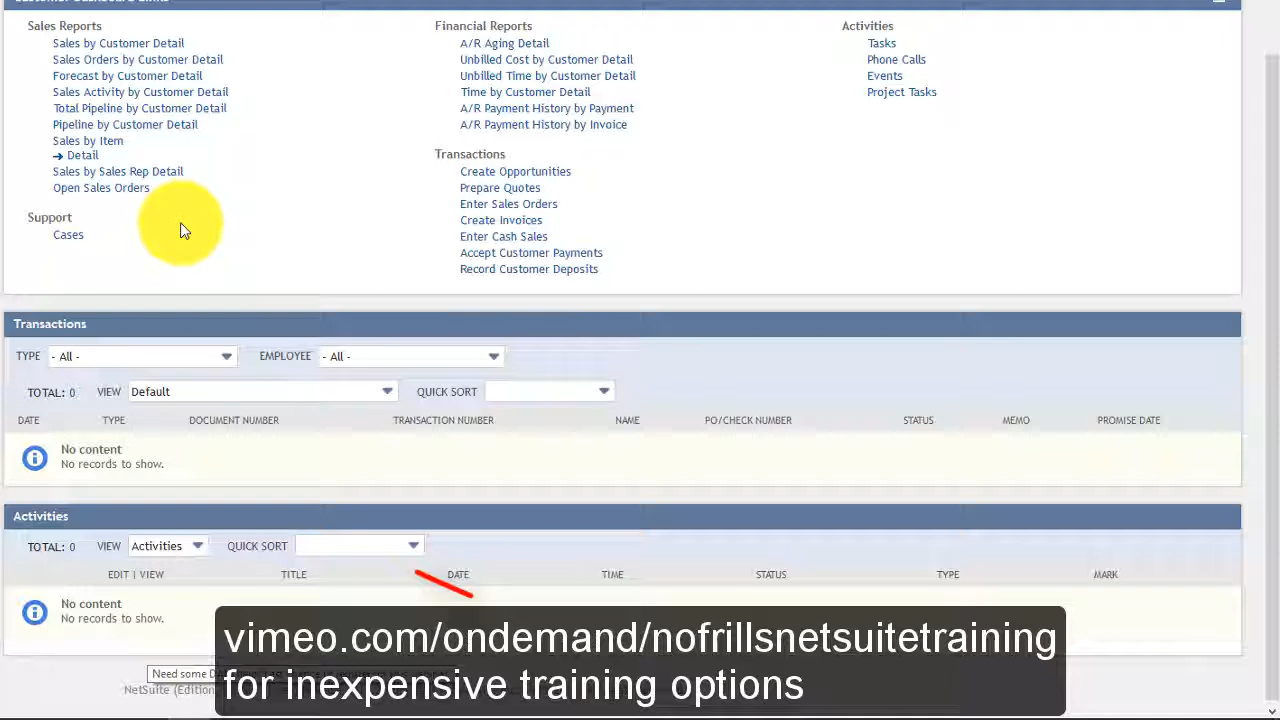 Sales Reports
Sales by Customer Detail
Sales Orders by Customer Detail
Forecast by Customer Detail
Sales Activity by Customer Detail
Total Pipeline by Customer Detail
Pipeline by Customer Detail
Sales by Item
Detail
Sales by Sales Rep Detail
Open Sales Orders
Support
Cases
Financial Reports
A/R Aging Detail
Unbilled Cost by Customer Detail
Unbilled Time by Customer Detail
Time by Customer Detail
A/R Payment History by Payment
A/R Payment History by Invoice
Transactions
Create Opportunities
Prepare Quotes
Enter Sales Orders
Create Invoices
Enter Cash Sales
Accept Customer Payments
Record Customer Deposits
Activities
Tasks
Phone Calls
Events
Project Tasks
Transactions
TYPE - All - EMPLOYEE - All -
TOTAL: 0 VIEW Default QUICK SORT
DATE TYPE DOCUMENT NUMBER TRANSACTION NUMBER NAME PO/CHECK NUMBER STATUS MEMO PROMISE DATE
No content
No records to show.
Activities
TOTAL: 0 VIEW Activities QUICK SORT
EDIT | VIEW TITLE DATE TIME STATUS TYPE MARK
No content
No records to show.
vimeo.com/ondemand/nofrillsnetsuitetraining
for inexpensive training options
Need some
NetSuite (Edition